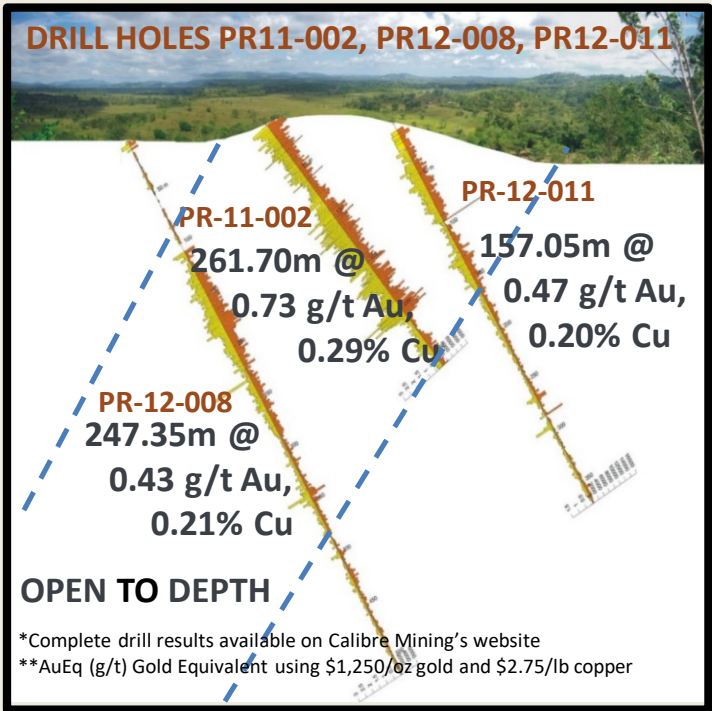 DRILL HOLES PR11-002, PR12-008, PR12-011
PR-11-002
261.70m @
0.73 g/t Au,
0.29% Cu
PR-12-011
157.05m @
0.47 g/t Au,
0.20% Cu
PR-12-008
247.35m @
0.43 g/t Au,
0.21% Cu
OPEN TO DEPTH
*Complete drill results available on Calibre Mining's website
**AuEq (g/t) Gold Equivalent using $1,250/oz gold and $2.75/lb copper